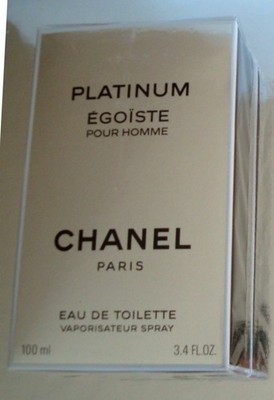 PLATINUM
ÉGOÏSTE
POUR HOMME
CHANEL
PARIS
EAU DE TOILETTE
VAPORISATEUR SPRAY
100 ml 3.4 FL.OZ.